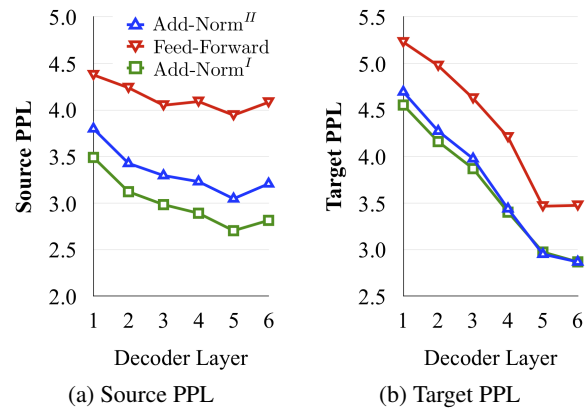 Add-Norm^II
Feed-Forward
Add-Norm^I
Source PPL
5.0
4.5
4.0
3.5
3.0
2.5
2.0
1 2 3 4 5 6
Decoder Layer
(a) Source PPL
Target PPL
5.5
5.0
4.5
4.0
3.5
3.0
2.5
1 2 3 4 5 6
Decoder Layer
(b) Target PPL